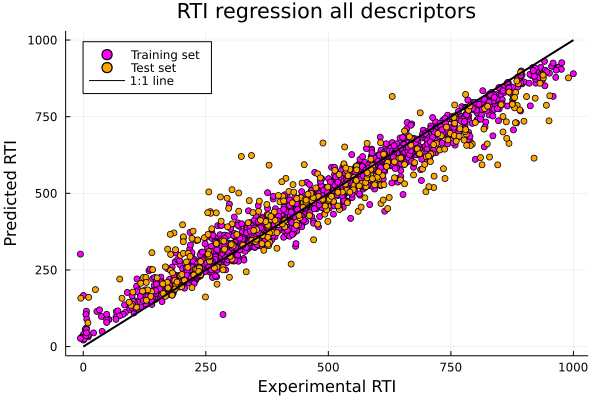 RTI regression all descriptors
1000
Training set
Test set
1:1 line
750
Predicted RTI
500
250
0
0 250 500 750 1000
Experimental RTI